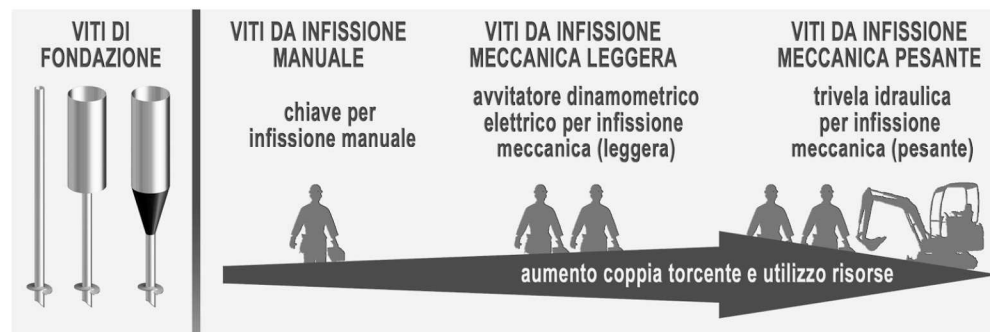 VITI DI
FONDAZIONE
VITI DA INFISSIONE
MANUALE
chiave per
infissione manuale
VITI DA INFISSIONE
MECCANICA LEGGERA
avvitatore dinamometrico
elettrico per infissione
meccanica (leggera)
VITI DA INFISSIONE
MECCANICA PESANTE
trivela idraulica
per infissione
meccanica (pesante)
aumento coppia torcente e utilizzo risorse